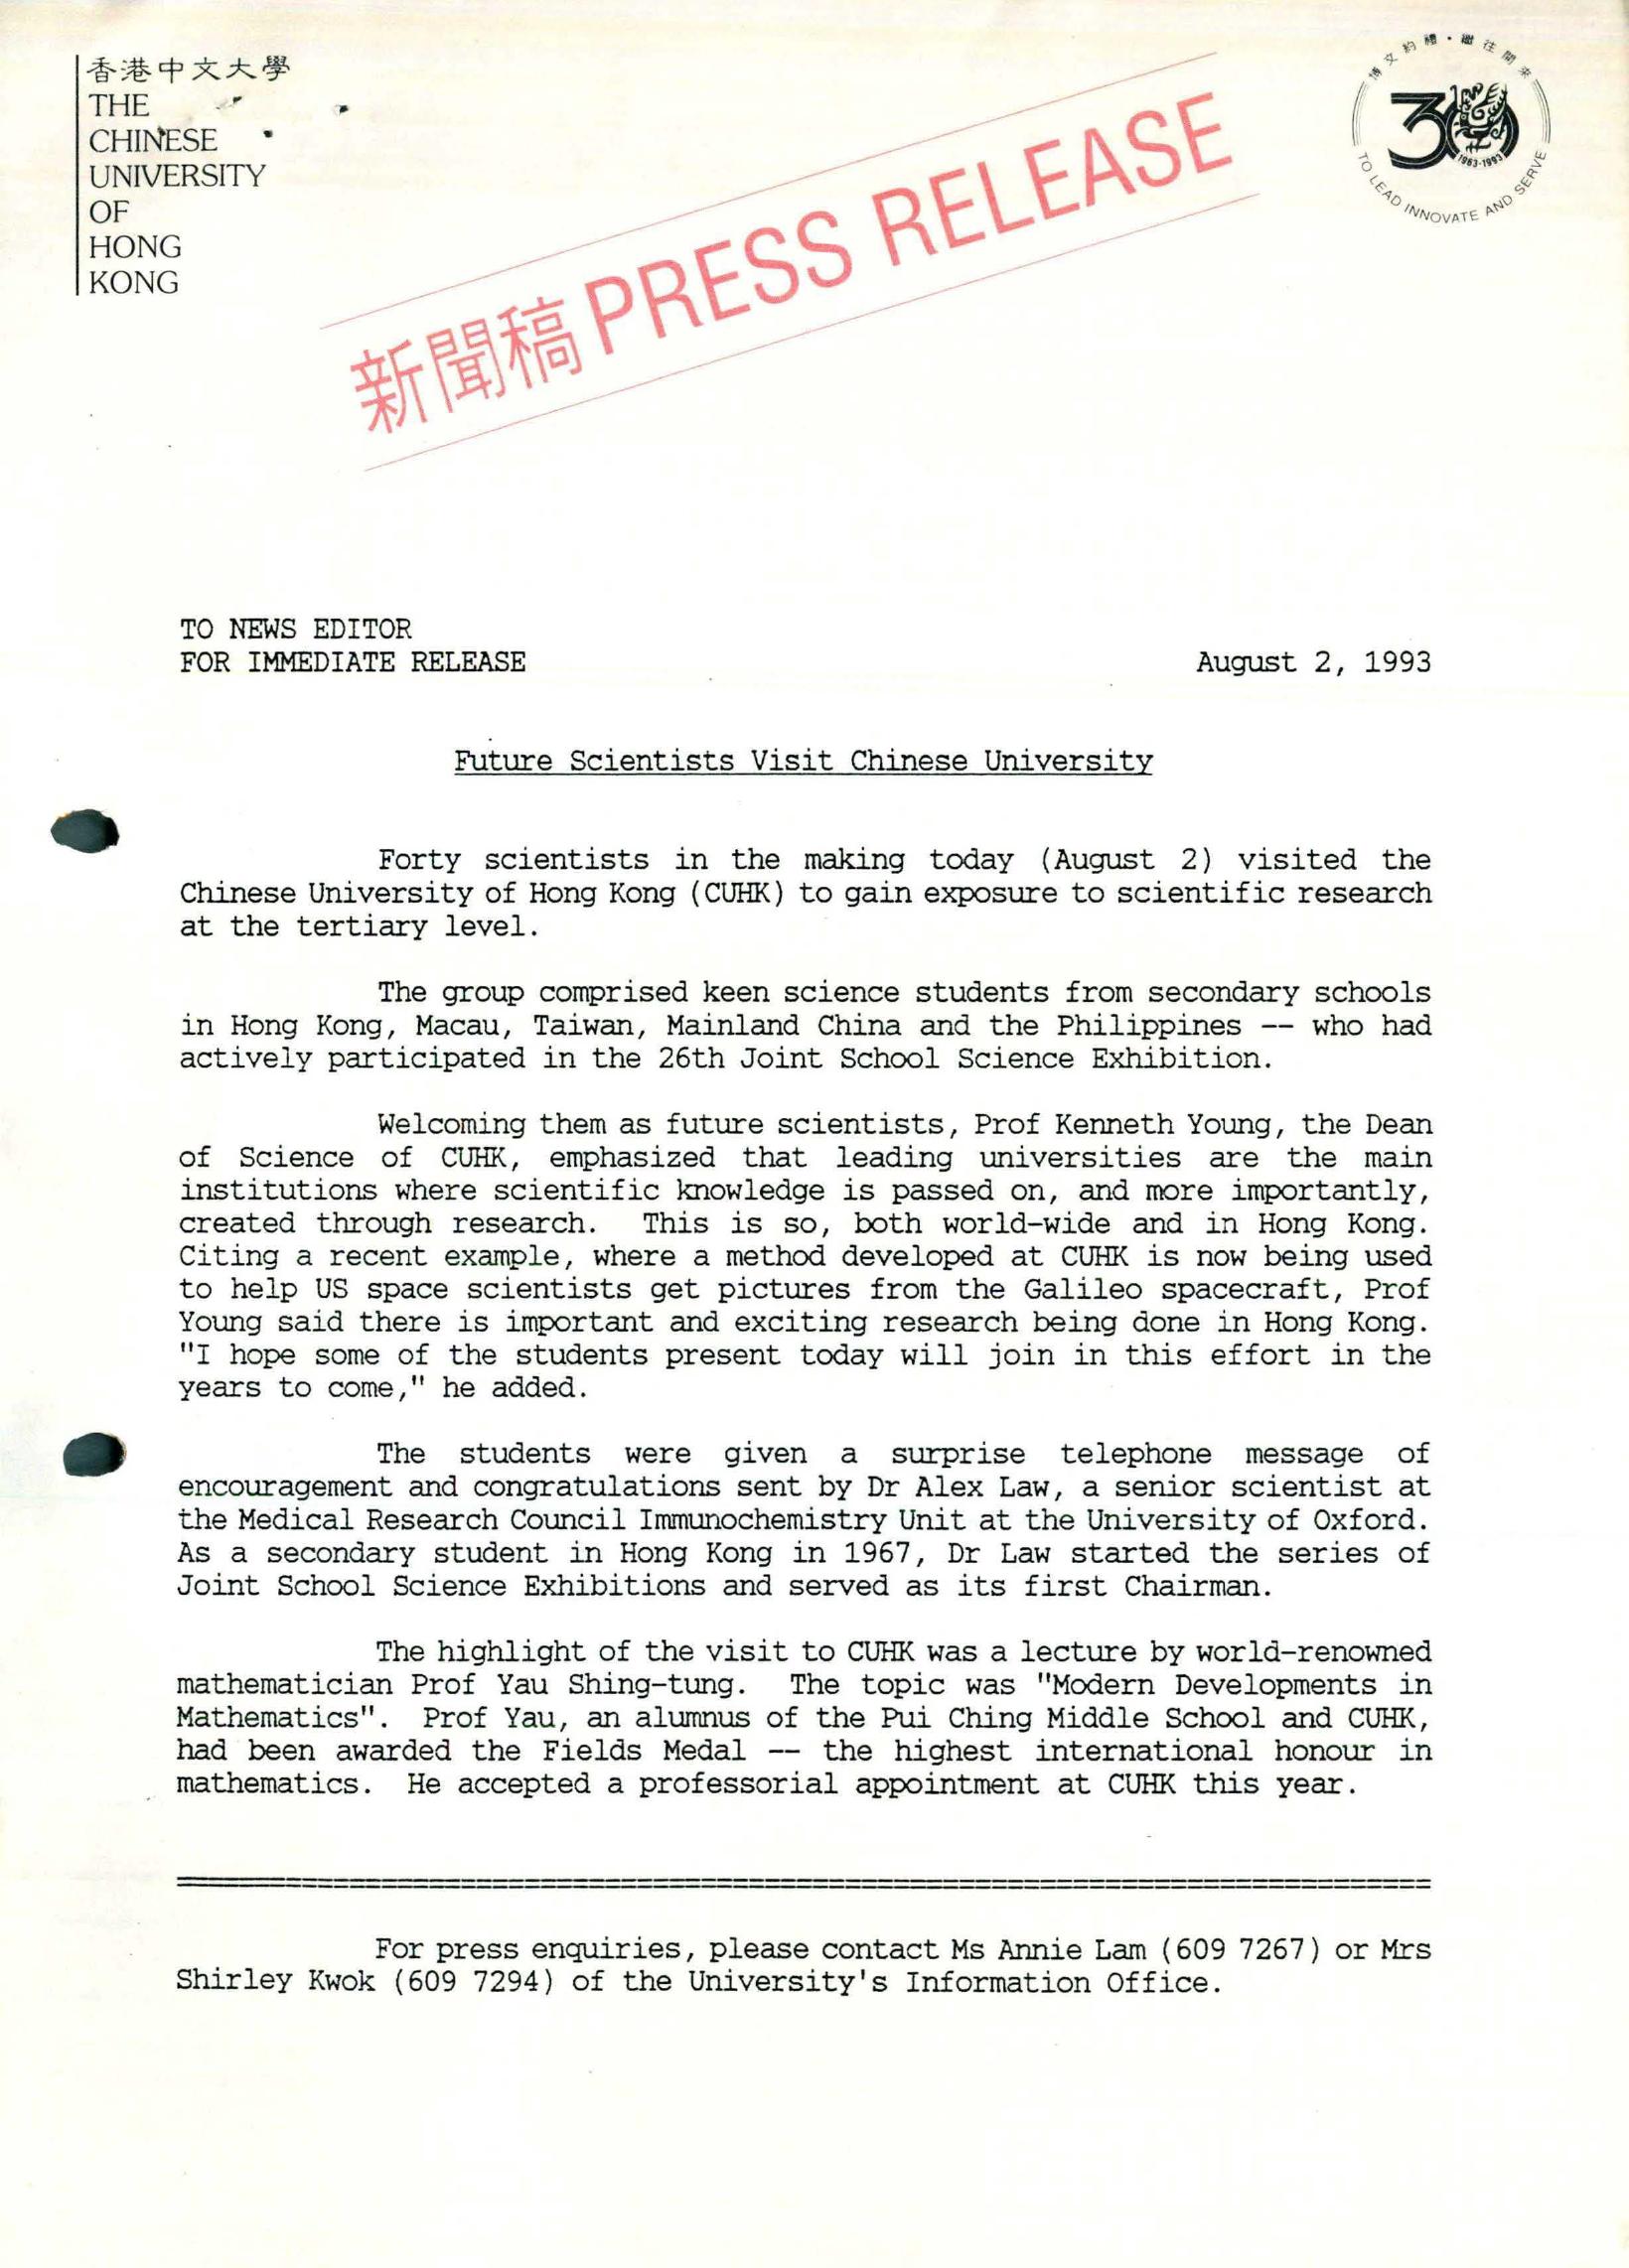 香港中文大學
THE
CHINESE
UNIVERSITY
OF
HONG
KONG
博文約禮・繼往開來
30
1963-1993
TO LEAD INNOVATE AND SERVE
新聞稿 PRESS RELEASE
TO NEWS EDITOR
FOR IMMEDIATE RELEASE August 2, 1993
Future Scientists Visit Chinese University
Forty scientists in the making today (August 2) visited the
Chinese University of Hong Kong (CUHK) to gain exposure to scientific research
at the tertiary level.
The group comprised keen science students from secondary schools
in Hong Kong, Macau, Taiwan, Mainland China and the Philippines -- who had
actively participated in the 26th Joint School Science Exhibition.
Welcoming them as future scientists, Prof Kenneth Young, the Dean
of Science of CUHK, emphasized that leading universities are the main
institutions where scientific knowledge is passed on, and more importantly,
created through research. This is so, both world-wide and in Hong Kong.
Citing a recent example, where a method developed at CUHK is now being used
to help US space scientists get pictures from the Galileo spacecraft, Prof
Young said there is important and exciting research being done in Hong Kong.
"I hope some of the students present today will join in this effort in the
years to come," he added.
The students were given a surprise telephone message of
encouragement and congratulations sent by Dr Alex Law, a senior scientist at
the Medical Research Council Immunochemistry Unit at the University of Oxford.
As a secondary student in Hong Kong in 1967, Dr Law started the series of
Joint School Science Exhibitions and served as its first Chairman.
The highlight of the visit to CUHK was a lecture by world-renowned
mathematician Prof Yau Shing-tung. The topic was "Modern Developments in
Mathematics". Prof Yau, an alumnus of the Pui Ching Middle School and CUHK,
had been awarded the Fields Medal -- the highest international honour in
mathematics. He accepted a professorial appointment at CUHK this year.
For press enquiries, please contact Ms Annie Lam (609 7267) or Mrs
Shirley Kwok (609 7294) of the University's Information Office.